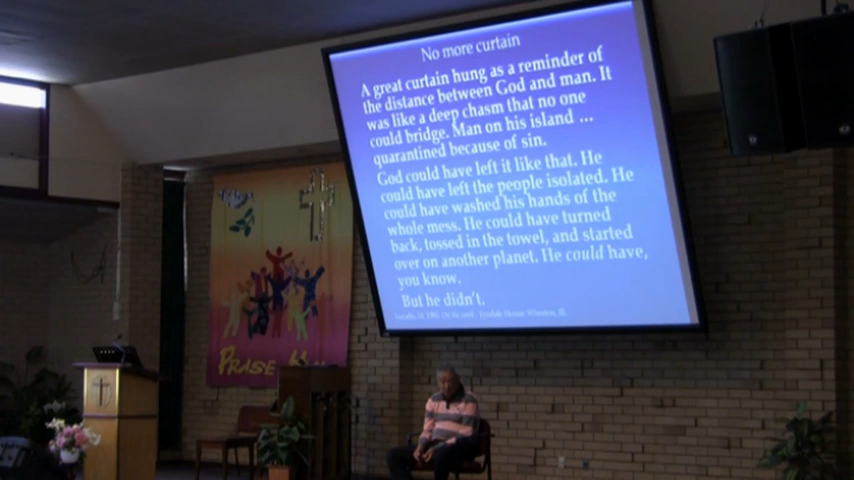 No more curtain
A great curtain hung as a reminder of
the distance between God and man. It
was like a deep chasm that no one
could bridge. Man on his island ...
quarantined because of sin.
God could have left it like that. He
could have left the people isolated. He
could have washed his hands of the
whole mess. He could have turned
back, tossed in the towel, and started
over on another planet. He could have,
you know.
But he didn't.
Tyndale House: Wheaton, Ill.
PRAISE